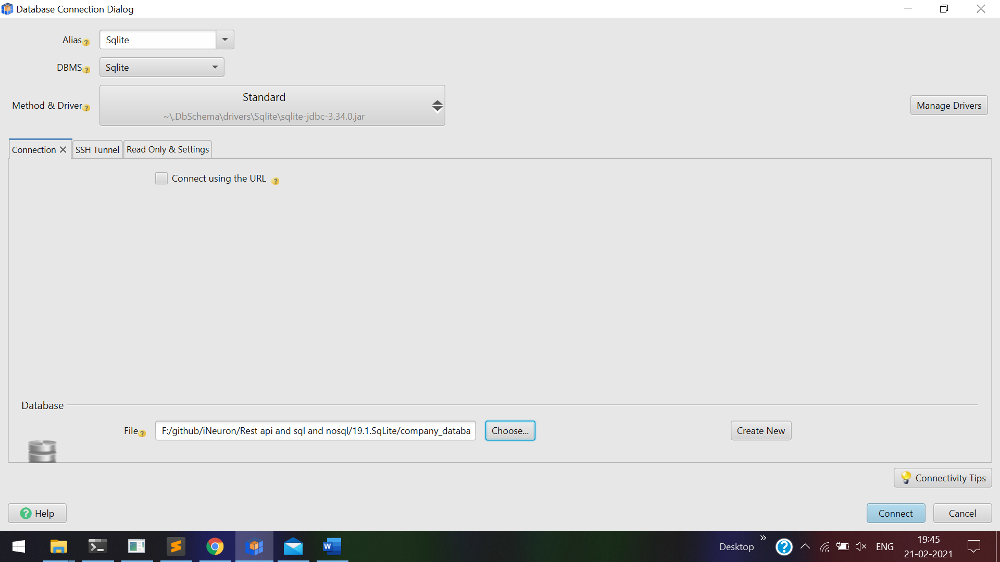 Database Connection Dialog
Alias
Sqlite
DBMS
Sqlite
Method & Driver
Standard
~\.DbSchema\drivers\Sqlite\sqlite-jdbc-3.34.0.jar
Manage Drivers
Connection SSH Tunnel Read Only & Settings
Connect using the URL
Database
File
F:/github/iNeuron/Rest api and sql and nosql/19.1.SqLite/company_databa
Choose...
Create New
Connectivity Tips
Help
Connect
Cancel
Desktop
ENG
19:45
21-02-2021